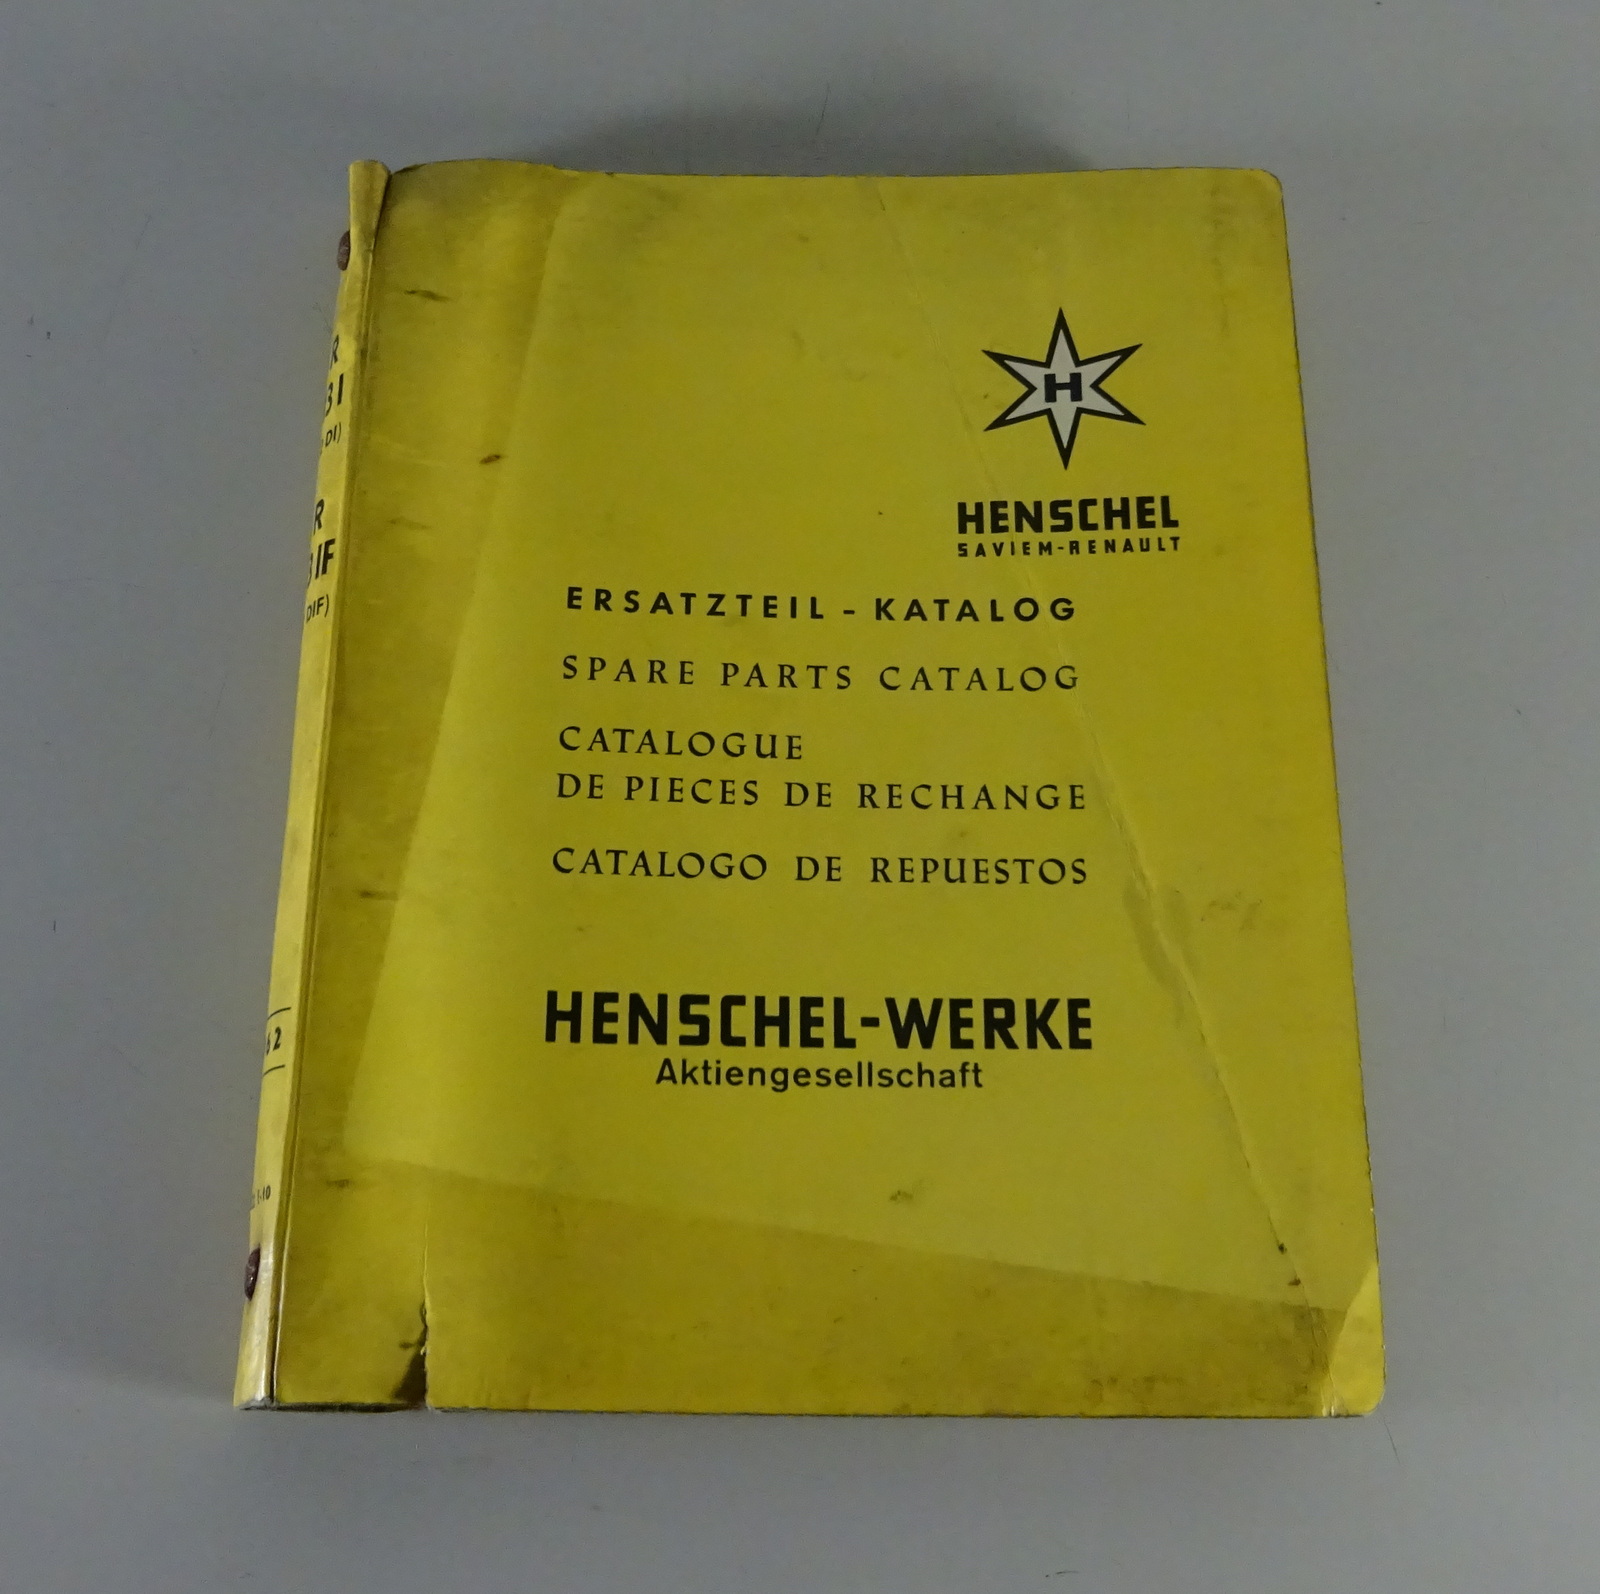 H
HENSCHEL
SAVIEM-RENAULT
ERSATZTEIL - KATALOG
SPARE PARTS CATALOG
CATALOGUE
DE PIECES DE RECHANGE
CATALOGO DE REPUESTOS
HENSCHEL-WERKE
Aktiengesellschaft